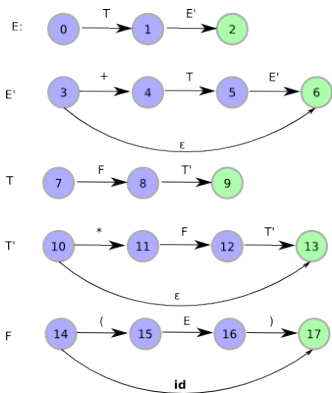 E: 0 T 1 E' 2
E' 3 + 4 T 5 E' 6
ε
T 7 F 8 T' 9
T' 10 * 11 F 12 T' 13
ε
F 14 ( 15 E 16 ) 17
id